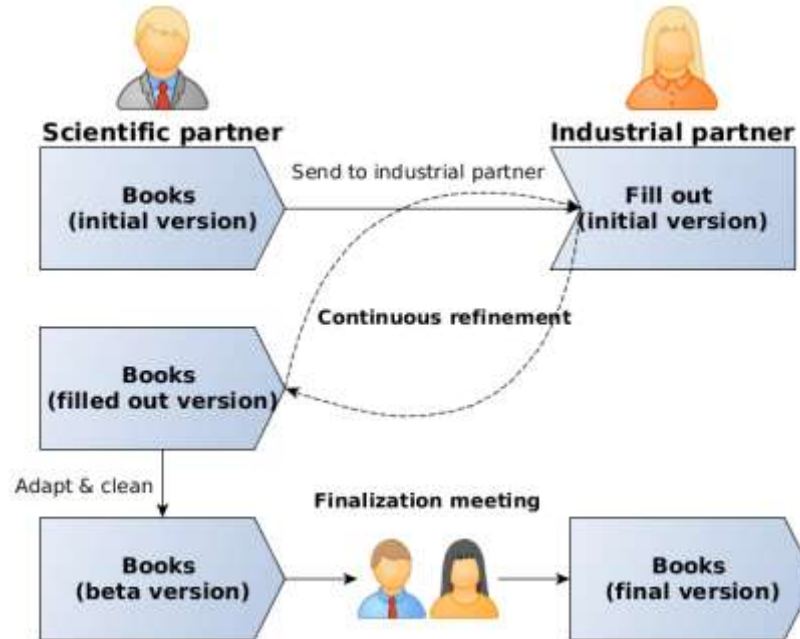 Scientific partner
Industrial partner
Books
(initial version)
Send to industrial partner
Fill out
(initial version)
Continuous refinement
Books
(filled out version)
Adapt & clean
Finalization meeting
Books
(beta version)
Books
(final version)